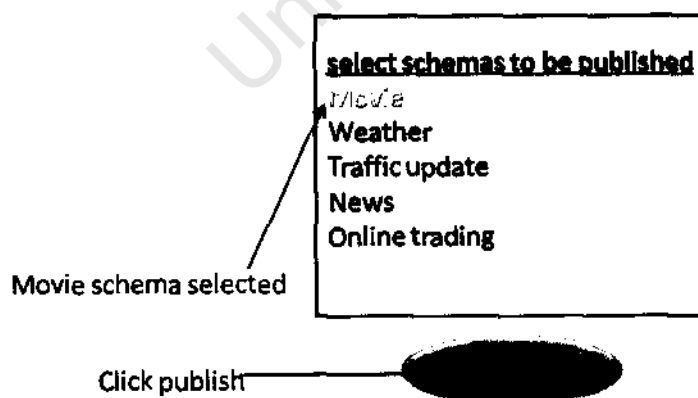 select schemas to be published
Movie
Weather
Traffic update
News
Online trading
Movie schema selected
Click publish